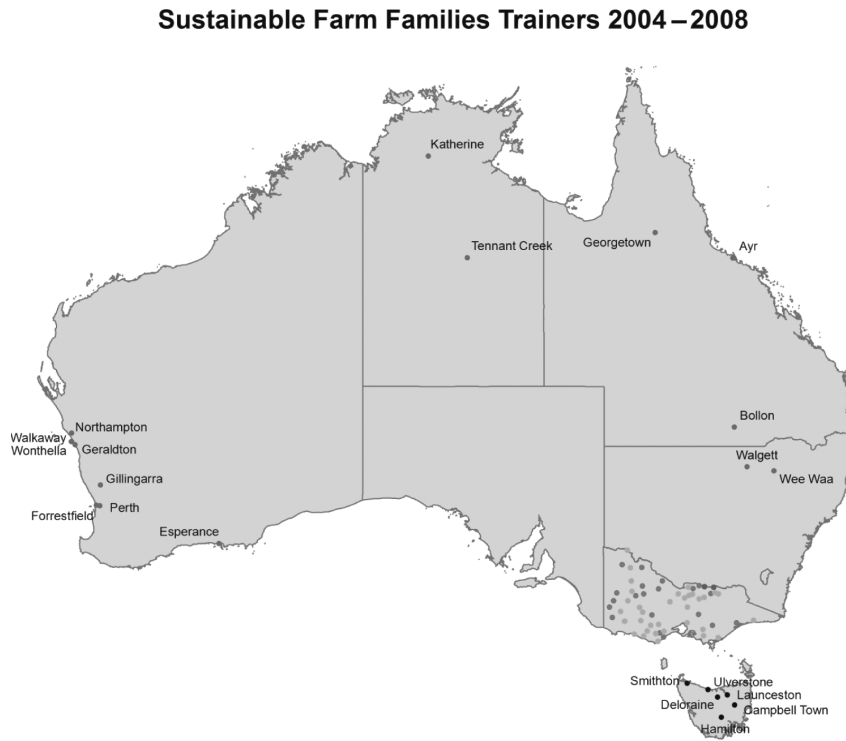 Sustainable Farm Families Trainers 2004–2008
Katherine
Tennant Creek
Georgetown
Ayr
Bollon
Northampton
Walkaway
Wonthella
Geraldton
Walgett
Wee Waa
Gillingarra
Forrestfield
Perth
Esperance
Smithton
Ulverstone
Launceston
Deloraine
Campbell Town
Hamilton